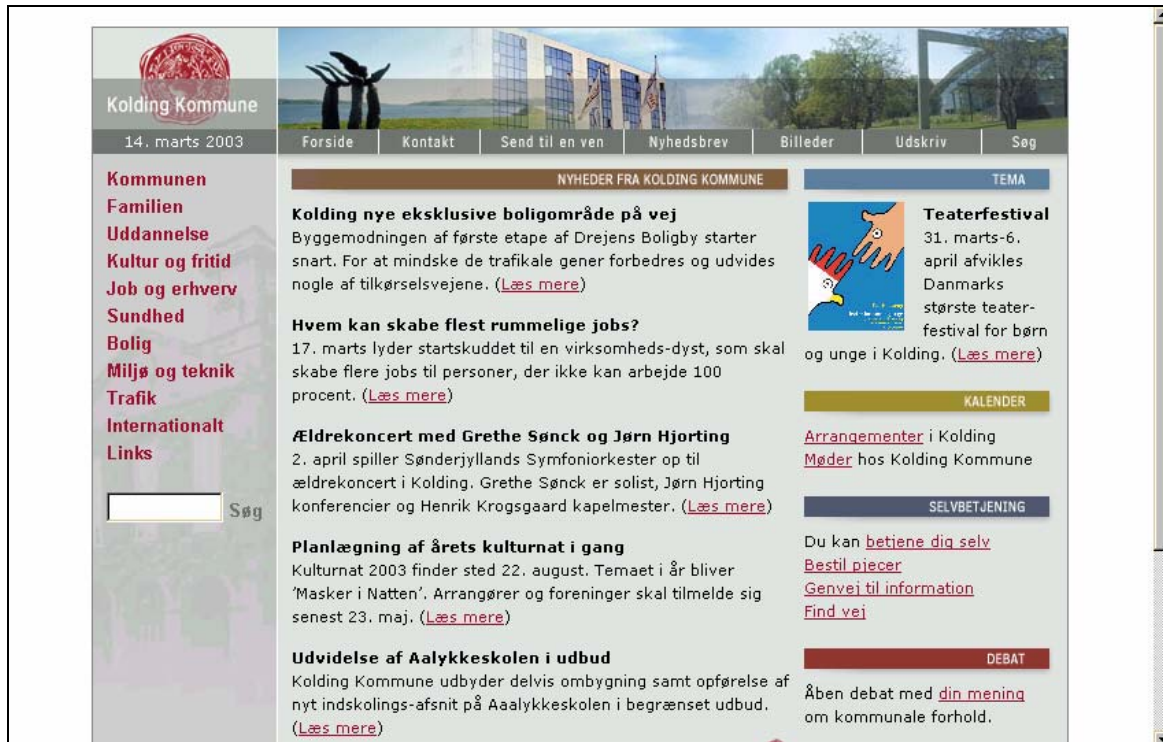 Kolding Kommune
14. marts 2003
Forside
Kontakt
Send til en ven
Nyhedsbrev
Billeder
Udskriv
Søg
Kommunen
Familien
Uddannelse
Kultur og fritid
Job og erhverv
Sundhed
Bolig
Miljø og teknik
Trafik
Internationalt
Links
Søg
NYHEDER FRA KOLDING KOMMUNE
Kolding nye eksklusive boligområde på vej
Byggemodningen af første etape af Drejens Boligby starter
snart. For at mindske de trafikale gener forbedres og udvides
nogle af tilkørselsvejene. (Læs mere)
Hvem kan skabe flest rummelige jobs?
17. marts lyder startskuddet til en virksomheds-dyst, som skal
skabe flere jobs til personer, der ikke kan arbejde 100
procent. (Læs mere)
Ældrekoncert med Grethe Sønck og Jørn Hjorting
2. april spiller Sønderjyllands Symfoniorkester op til
ældrekoncert i Kolding. Grethe Sønck er solist, Jørn Hjorting
konferencier og Henrik Krogsgaard kapelmester. (Læs mere)
Planlægning af årets kulturnat i gang
Kulturnat 2003 finder sted 22. august. Temaet i år bliver
'Masker i Natten'. Arrangører og foreninger skal tilmelde sig
senest 23. maj. (Læs mere)
Udvidelse af Aalykkeskolen i udbud
Kolding Kommune udbyder delvis ombygning samt opførelse af
nyt indskolings-afsnit på Aaalykkeskolen i begrænset udbud.
(Læs mere)
TEMA
Teaterfestival
31. marts-6.
april afvikles
Danmarks
største teater-
festival for børn
og unge i Kolding. (Læs mere)
KALENDER
Arrangementer i Kolding
Møder hos Kolding Kommune
SELVBETJENING
Du kan betjene dig selv
Bestil pjecer
Genvej til information
Find vej
DEBAT
Åben debat med din mening
om kommunale forhold.